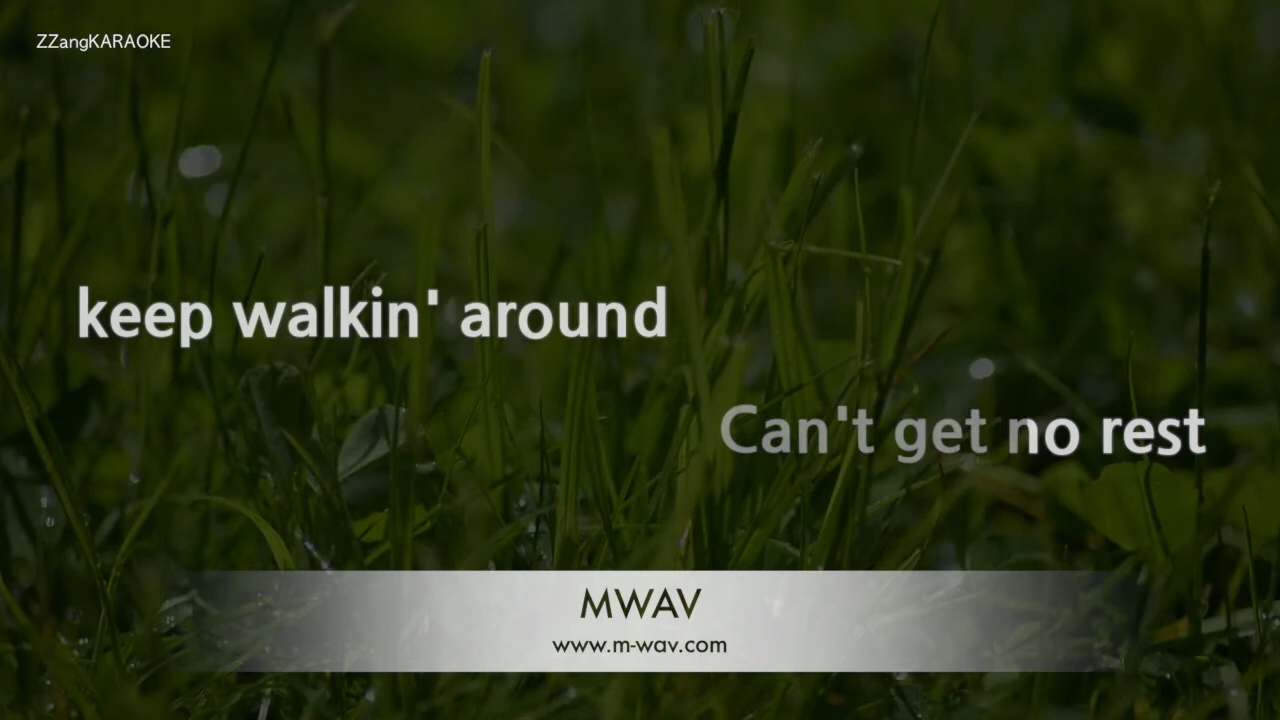 ZZangKARAOKE
keep walkin' around
Can't get no rest
MWAV
www.m-wav.com